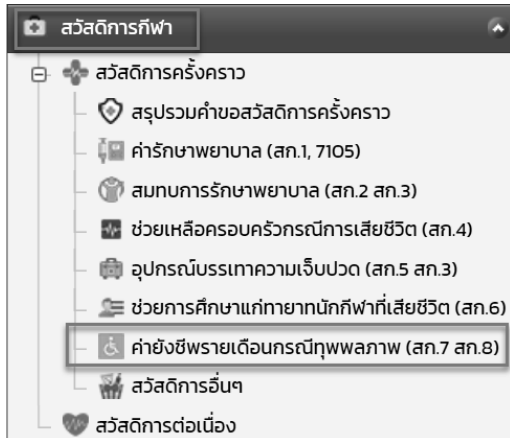 สวัสดิการกีฬา
สวัสดิการครั้งคราว
สรุปรวมคำขอสวัสดิการครั้งคราว
ค่ารักษาพยาบาล (สก.1, 7105)
สมทบการรักษาพยาบาล (สก.2 สก.3)
ช่วยเหลือครอบครัวกรณีการเสียชีวิต (สก.4)
อุปกรณ์บรรเทาความเจ็บปวด (สก.5 สก.3)
ช่วยการศึกษาแก่ทายาทนักกีฬาที่เสียชีวิต (สก.6)
ค่ายังชีพรายเดือนกรณีทุพพลภาพ (สก.7 สก.8)
สวัสดิการอื่นๆ
สวัสดิการต่อเนื่อง